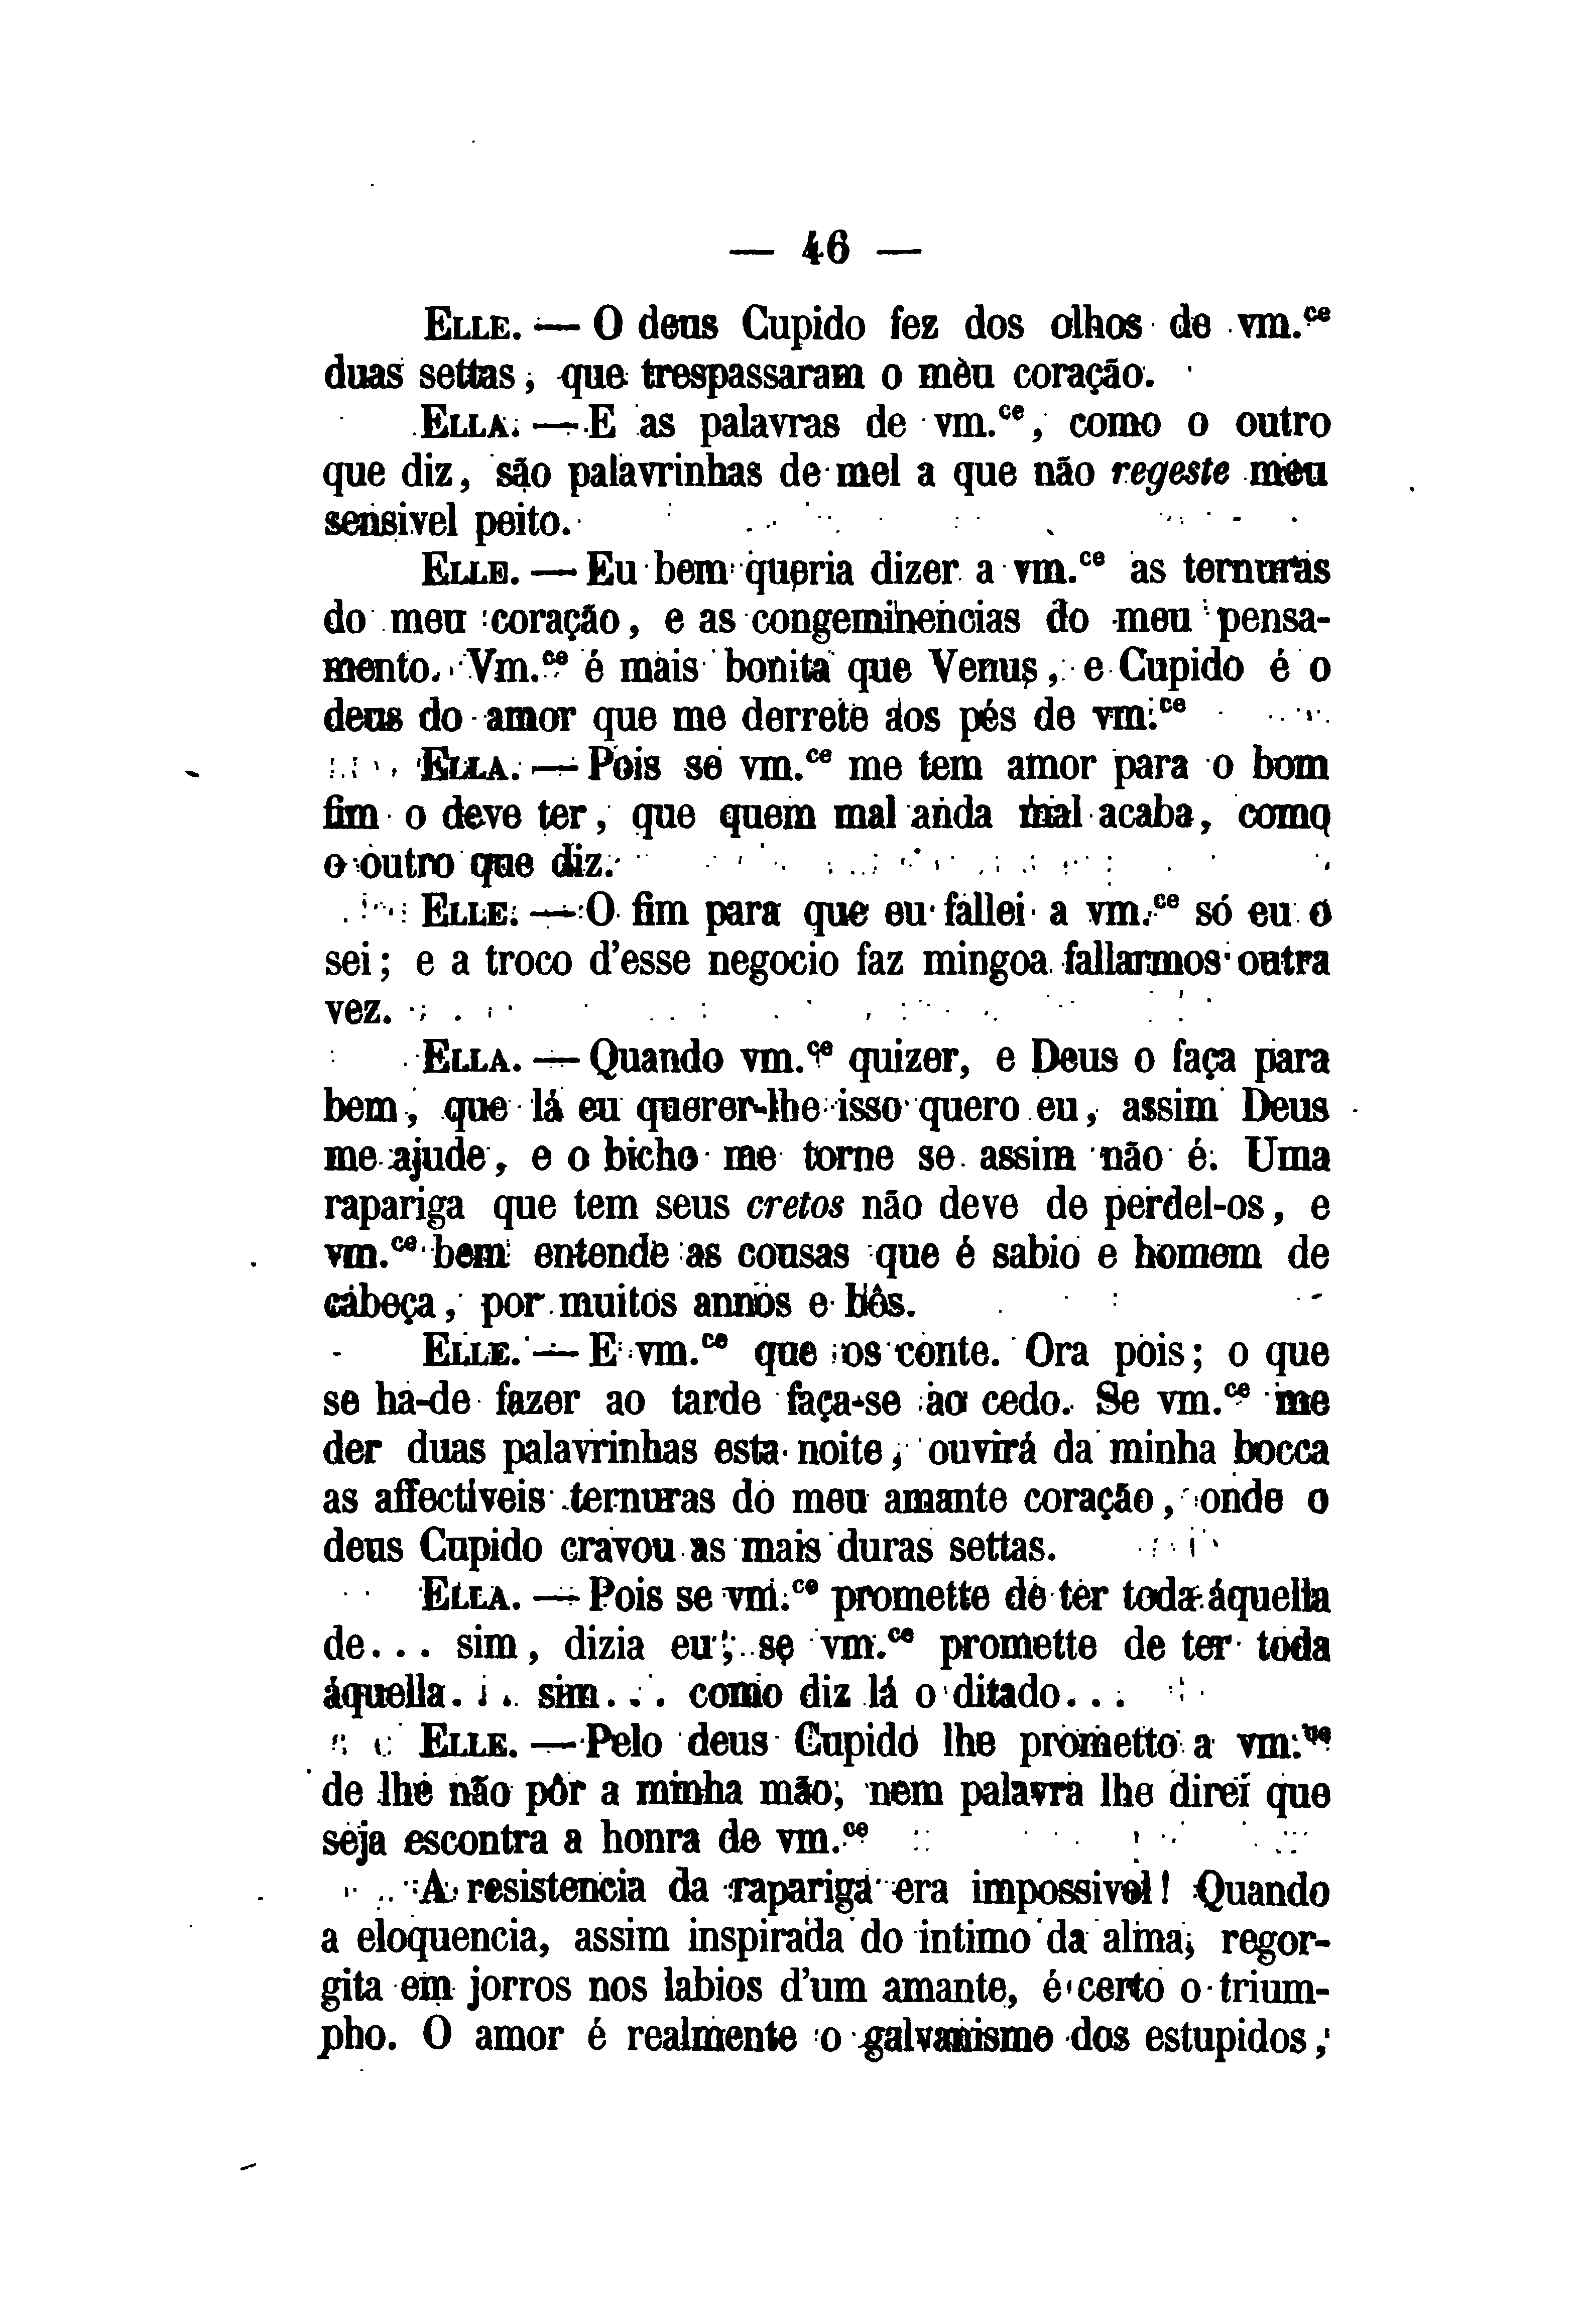 — 46 —
ELLE. — O deus Cupido fez dos olhos de vm.ce
duas settas, que trespassaram o meu coração.
ELLA. — E as palavras de vm.ce, como o outro
que diz, são palavrinhas de mel a que não regeste meu
sensivel peito.
ELLE. — Eu bem queria dizer a vm.ce as ternuras
do meu coração, e as congeminencias do meu pensa-
mento. Vm.ce é mais bonita que Venus, e Cupido é o
deus do amor que me derrete aos pés de vm.ce
ELLA. — Pois se vm.ce me tem amor para o bom
fim o deve ter, que quem mal anda mal acaba, como
o outro que diz.
ELLE. — O fim para que eu fallei a vm.ce só eu o
sei; e a troco d'esse negocio faz mingoa fallarmos outra
vez.
ELLA. — Quando vm.ce quizer, e Deus o faça para
bem, que lá eu querer-lhe isso quero eu, assim Deus
me ajude, e o bicho me torne se assim não é. Uma
rapariga que tem seus cretos não deve de perdel-os, e
vm.ce bem entende as cousas que é sabio e homem de
cabeça, por muitos annos e bôs.
ELLE. — E vm.ce que os conte. Ora pois; o que
se ha-de fazer ao tarde faça-se ao cedo. Se vm.ce me
der duas palavrinhas esta noite, ouvirá da minha bocca
as affectiveis ternuras do meu amante coração, onde o
deus Cupido cravou as mais duras settas.
ELLA. — Pois se vm.ce promette de ter toda áquella
de... sim, dizia eu; se vm.ce promette de ter toda
áquella... sim... como diz lá o ditado...
ELLE. — Pelo deus Cupido lhe prometto a vm.ce
de lhe não pôr a minha mão, nem palavra lhe direi que
seja escontra a honra de vm.ce
A resistencia da rapariga era impossivel! Quando
a eloquencia, assim inspirada do intimo da alma, regor-
gita em jorros nos labios d'um amante, é certo o trium-
pho. O amor é realmente o galvanismo dos estupidos,